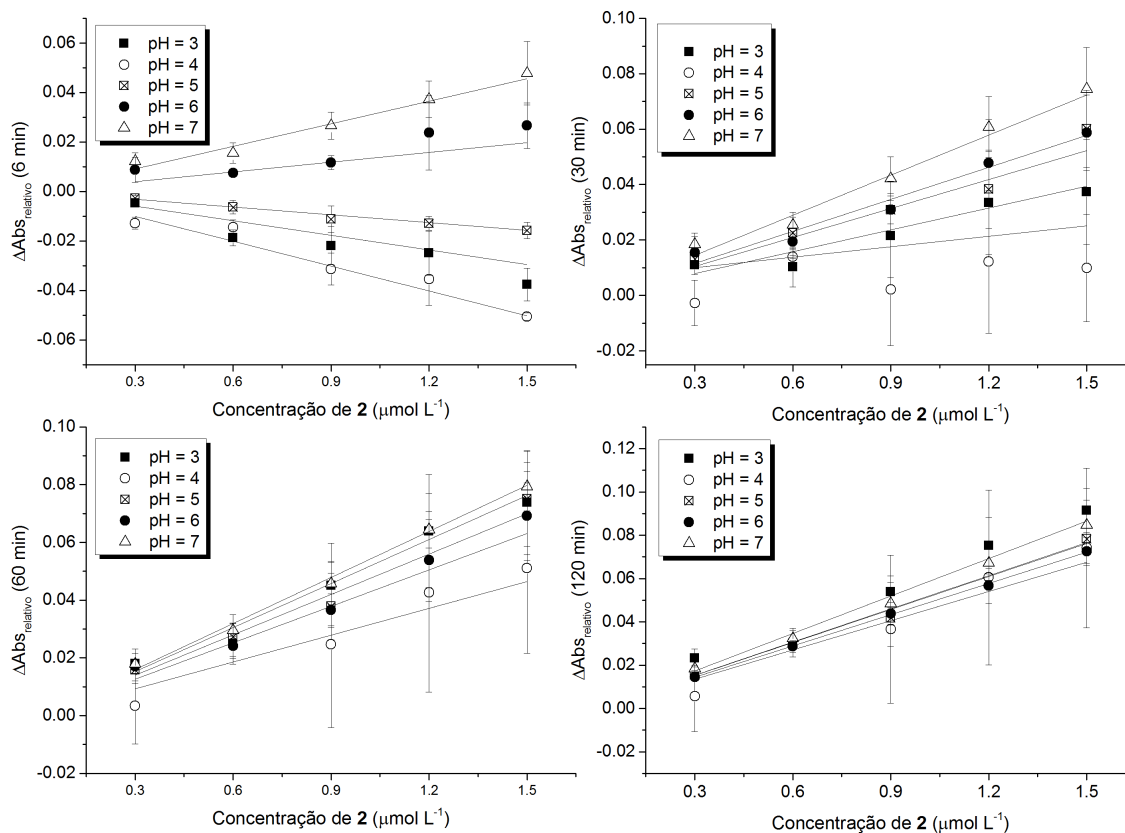 0.06
0.04
0.02
0.00
-0.02
-0.04
-0.06
ΔAbs relativo (6 min)
pH = 3
pH = 4
pH = 5
pH = 6
pH = 7
0.3 0.6 0.9 1.2 1.5
Concentração de 2 (μmol L⁻¹)
0.10
0.08
0.06
0.04
0.02
0.00
-0.02
ΔAbs relativo (30 min)
pH = 3
pH = 4
pH = 5
pH = 6
pH = 7
0.3 0.6 0.9 1.2 1.5
Concentração de 2 (μmol L⁻¹)
0.10
0.08
0.06
0.04
0.02
0.00
-0.02
ΔAbs relativo (60 min)
pH = 3
pH = 4
pH = 5
pH = 6
pH = 7
0.3 0.6 0.9 1.2 1.5
Concentração de 2 (μmol L⁻¹)
0.12
0.10
0.08
0.06
0.04
0.02
0.00
-0.02
ΔAbs relativo (120 min)
pH = 3
pH = 4
pH = 5
pH = 6
pH = 7
0.3 0.6 0.9 1.2 1.5
Concentração de 2 (μmol L⁻¹)